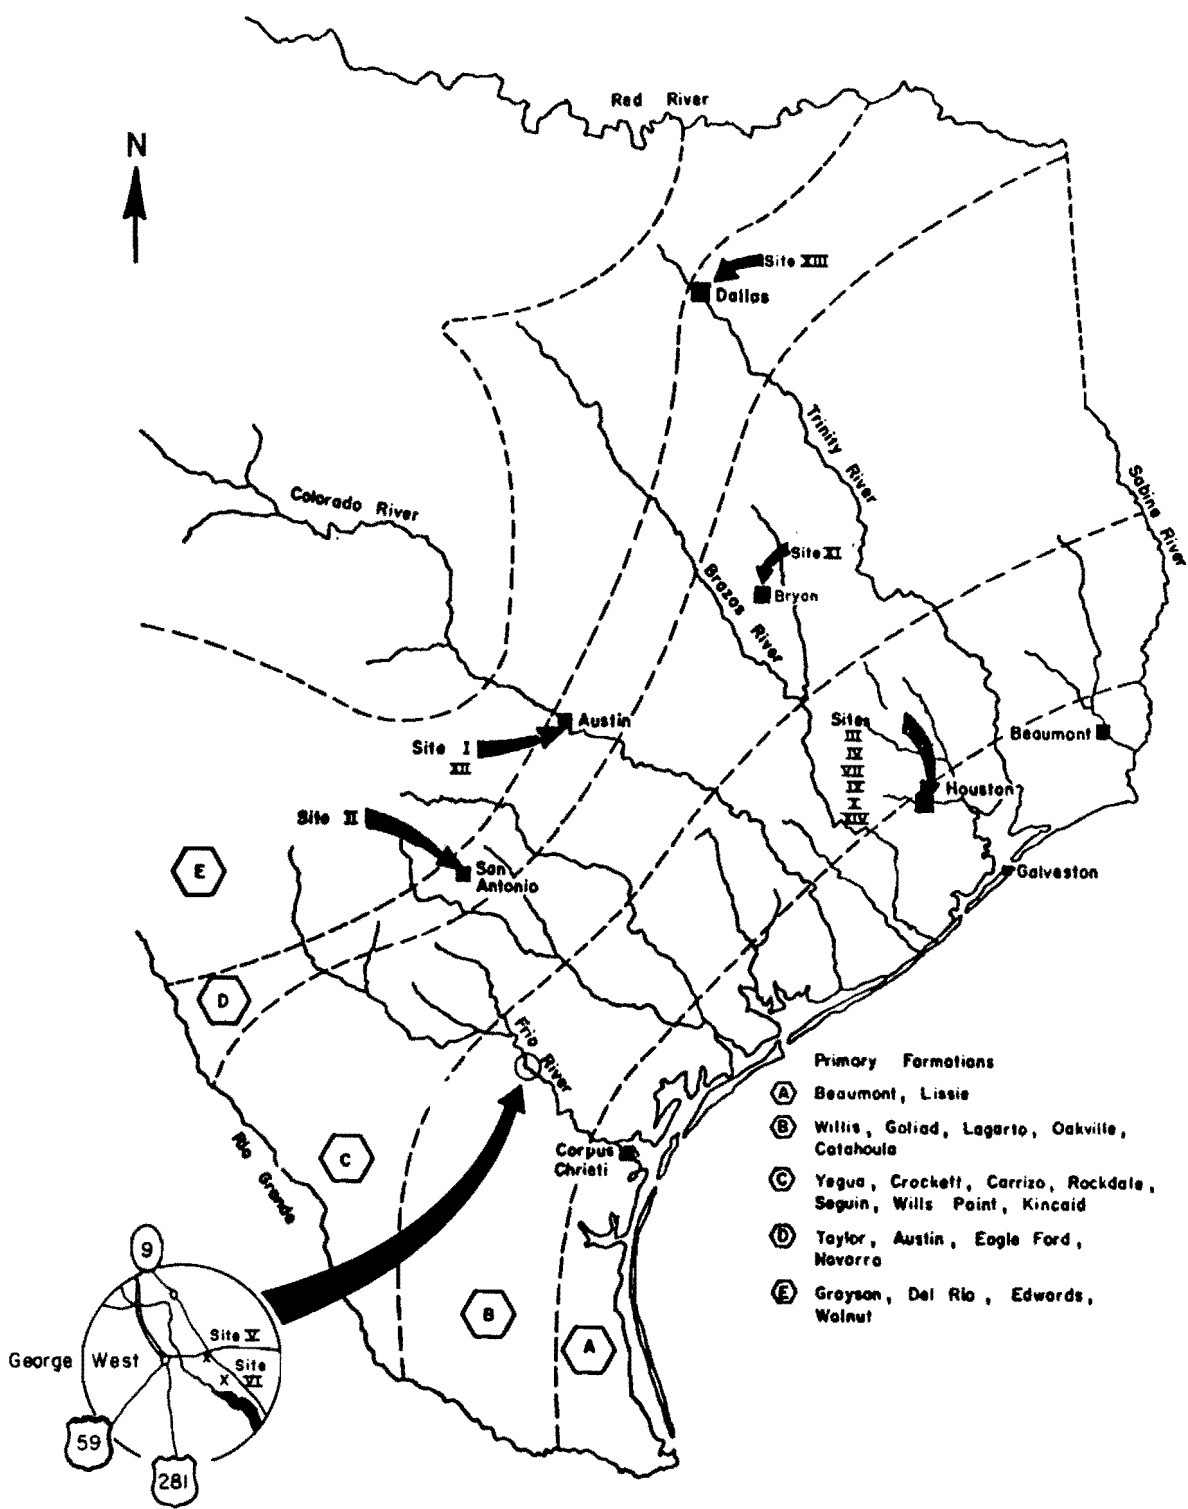 Red River
N
Site XIII
Dallas
Trinity River
Sabine River
Colorado River
Site XI
Bryan
Brazos River
Austin
Site I
XII
Sites
III
IV
VII
IX
X
XIV
Beaumont
Houston
Site II
San
Antonio
Galveston
E
D
Frio River
Rio Grande
C
Corpus
Christi
B
A
Primary Formations
A Beaumont, Lissie
B Willis, Goliad, Lagarto, Oakville,
Catahoula
C Yegua, Crockett, Carrizo, Rockdale,
Seguin, Wills Point, Kincaid
D Taylor, Austin, Eagle Ford,
Navarro
E Grayson, Del Rio, Edwards,
Walnut
9
Site V
George West
Site
VI
59
281